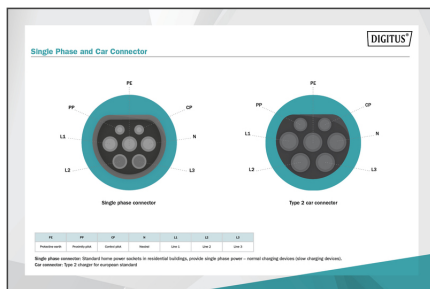 DIGITUS®
Single Phase and Car Connector
PE
PP
CP
L1
N
L2
L3
Single phase connector
PE
PP
CP
L1
N
L2
L3
Type 2 car connector
PE PP CP N L1 L2 L3
Protective earth Proximity pilot Control pilot Neutral Line 1 Line 2 Line 3
Single phase connector: Standard home power sockets in residential buildings, provide single phase power – normal charging devices (slow charging devices).
Car connector: Type 2 charger for european standard